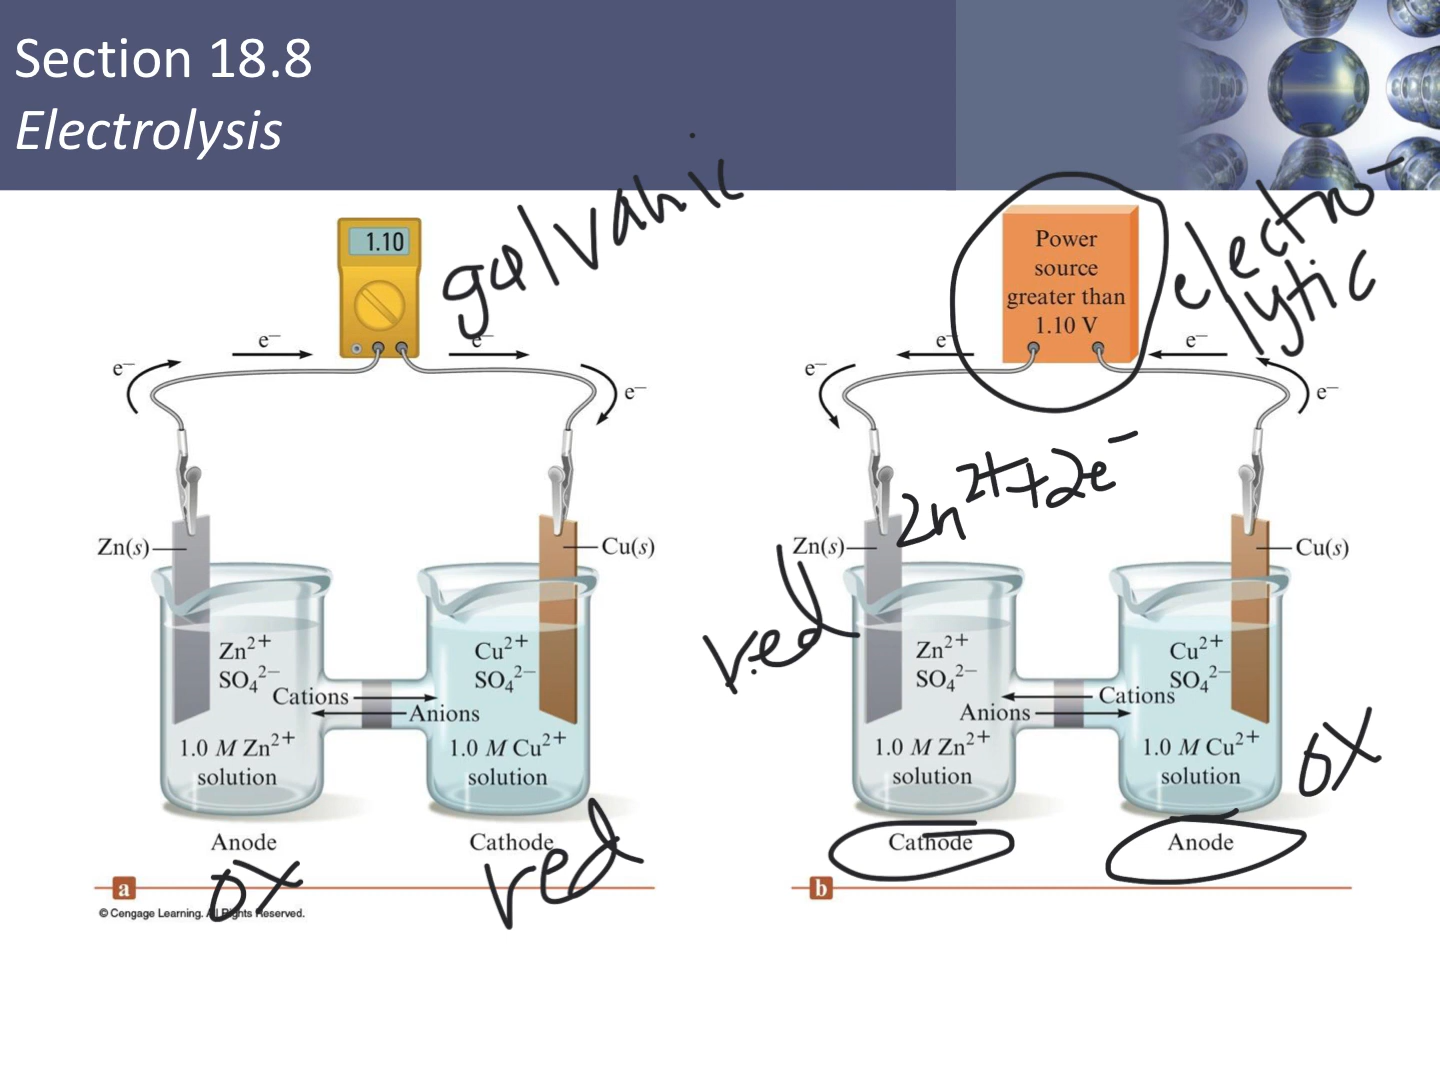 Section 18.8
Electrolysis
galvanic
1.10
e⁻
e⁻
e⁻
e⁻
Zn(s)
Cu(s)
Zn²⁺
SO₄²⁻
Cu²⁺
SO₄²⁻
Cations
Anions
1.0 M Zn²⁺
solution
1.0 M Cu²⁺
solution
Anode
Cathode
ox
red
a
© Cengage Learning. All Rights Reserved.
electro-
lytic
Power
source
greater than
1.10 V
e⁻
e⁻
e⁻
e⁻
Zn²⁺+2e⁻
Zn(s)
Cu(s)
red
Zn²⁺
SO₄²⁻
Cu²⁺
SO₄²⁻
Cations
Anions
1.0 M Zn²⁺
solution
1.0 M Cu²⁺
solution
ox
Cathode
Anode
b